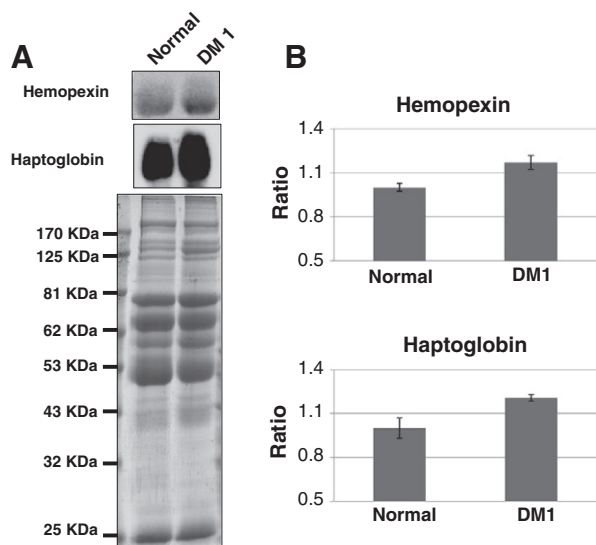 A
Normal
DM 1
Hemopexin
Haptoglobin
170 KDa
125 KDa
81 KDa
62 KDa
53 KDa
43 KDa
32 KDa
25 KDa
B
Hemopexin
Ratio
1.4
1.1
0.8
0.5
Normal
DM1
Haptoglobin
Ratio
1.4
1.1
0.8
0.5
Normal
DM1